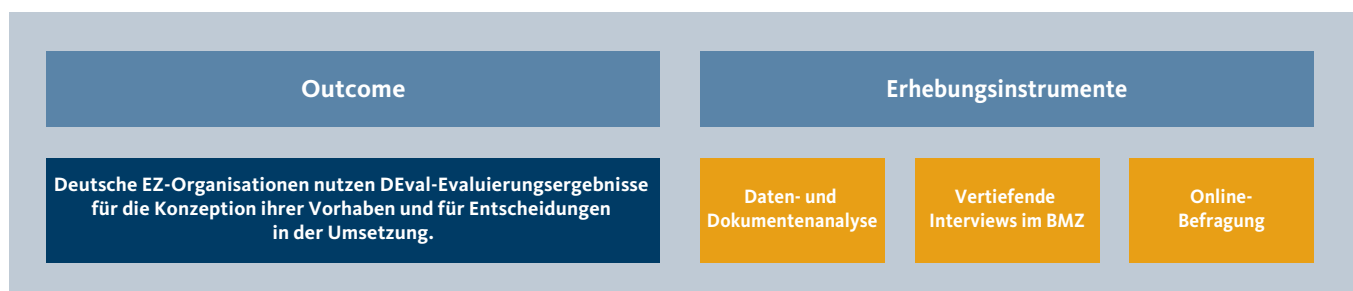 Outcome
Erhebungsinstrumente
Deutsche EZ-Organisationen nutzen DEval-Evaluierungsergebnisse
für die Konzeption ihrer Vorhaben und für Entscheidungen
in der Umsetzung.
Daten- und
Dokumentenanalyse
Vertiefende
Interviews im BMZ
Online-
Befragung